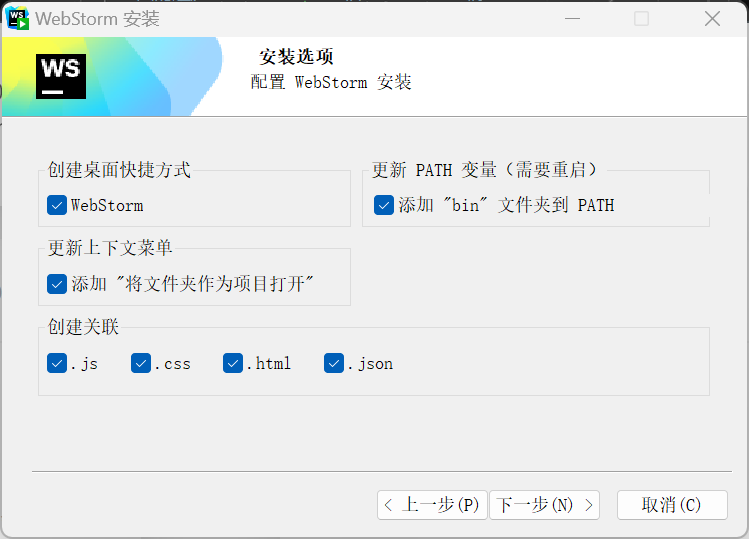 WS WebStorm 安装
WS
安装选项
配置 WebStorm 安装
创建桌面快捷方式
WebStorm
更新 PATH 变量（需要重启）
添加 "bin" 文件夹到 PATH
更新上下文菜单
添加 "将文件夹作为项目打开"
创建关联
.js .css .html .json
< 上一步(P) 下一步(N) > 取消(C)